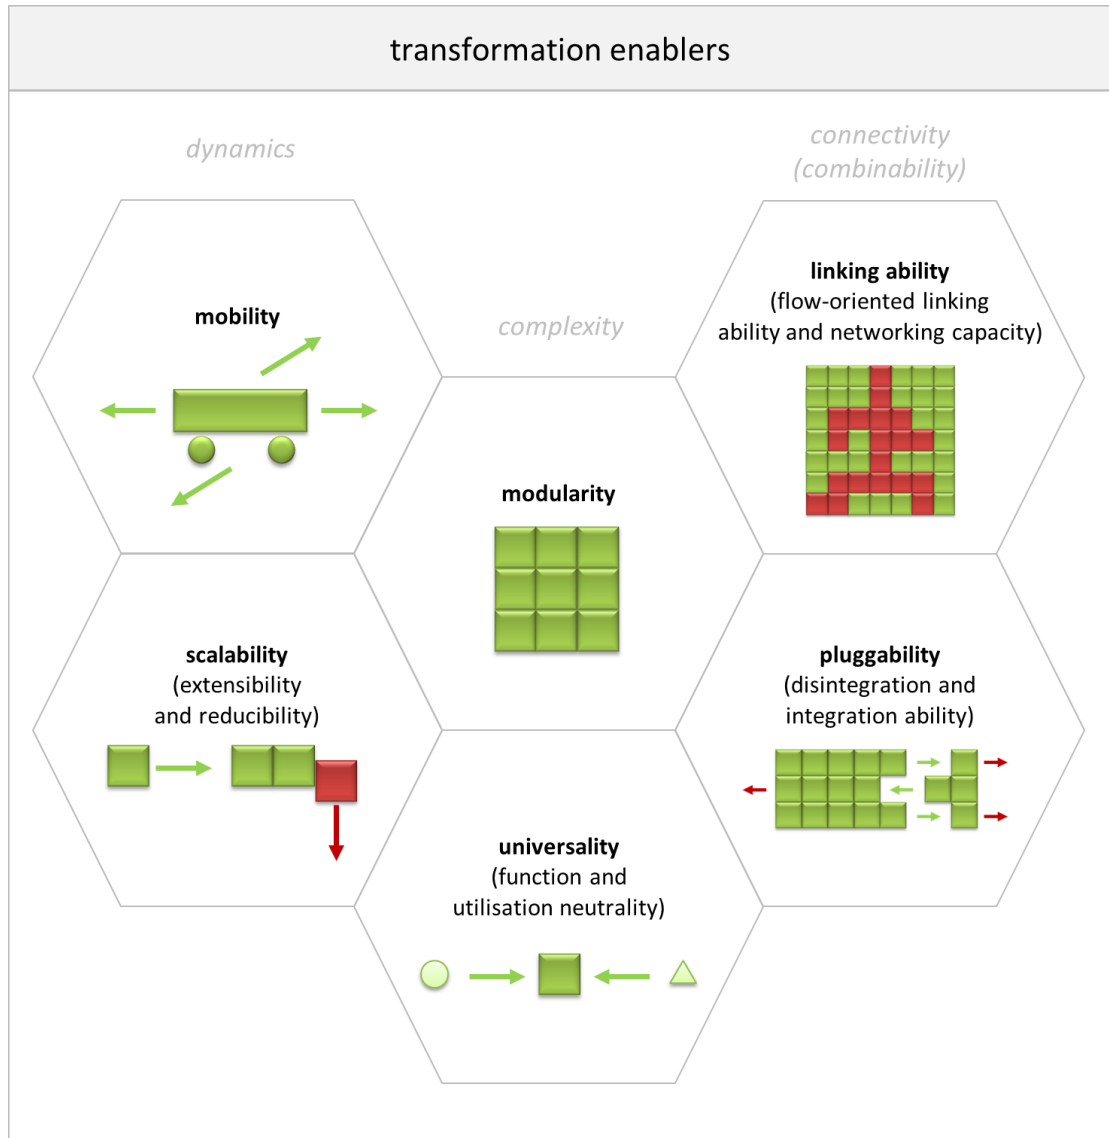 transformation enablers
dynamics
connectivity
(combinability)
complexity
mobility
linking ability
(flow-oriented linking
ability and networking capacity)
modularity
scalability
(extensibility
and reducibility)
pluggability
(disintegration and
integration ability)
universality
(function and
utilisation neutrality)